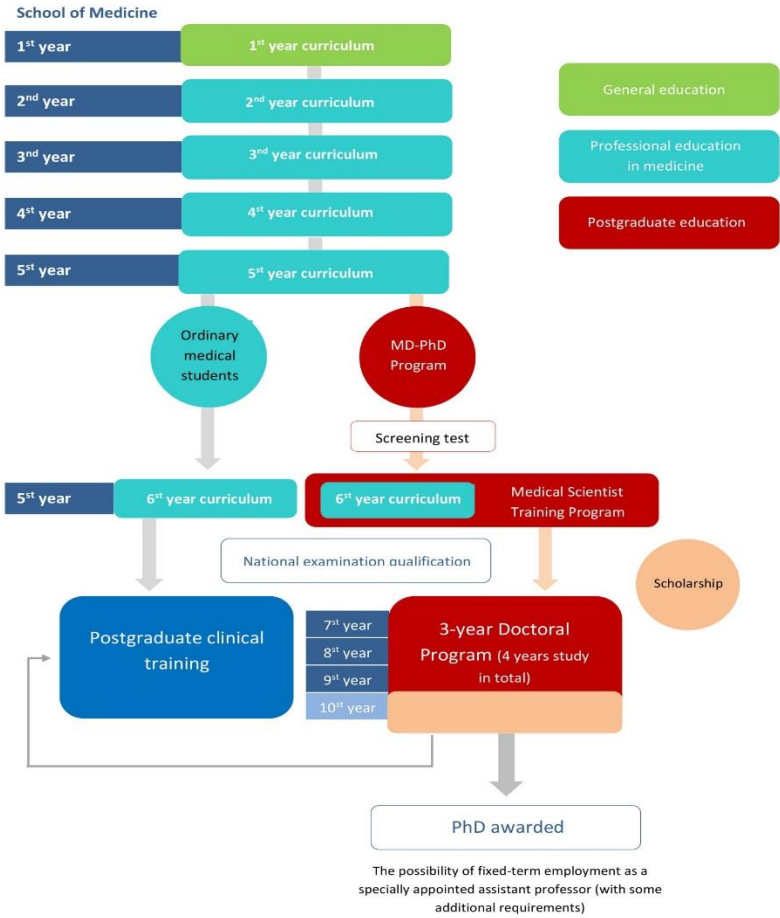 School of Medicine
1st year
1st year curriculum
2nd year
2nd year curriculum
General education
3nd year
3nd year curriculum
Professional education
in medicine
4st year
4st year curriculum
Postgraduate education
5st year
5st year curriculum
Ordinary
medical
students
MD-PhD
Program
Screening test
5st year
6st year curriculum
6st year curriculum
Medical Scientist
Training Program
National examination qualification
Scholarship
Postgraduate clinical
training
7st year
8st year
9st year
10st year
3-year Doctoral
Program (4 years study
in total)
PhD awarded
The possibility of fixed-term employment as a
specially appointed assistant professor (with some
additional requirements)